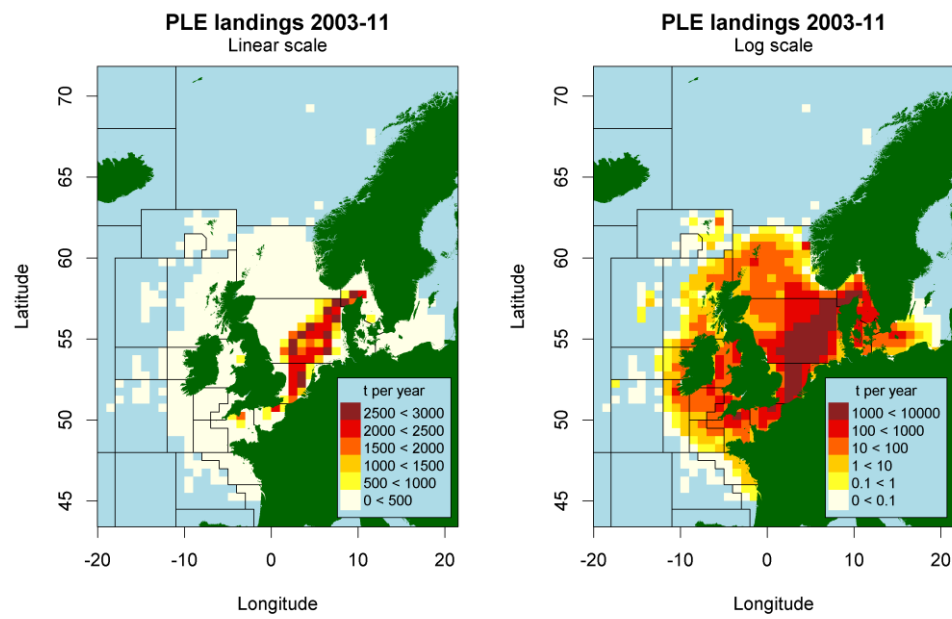 PLE landings 2003-11
Linear scale
70
65
60
55
50
45
Latitude
-20
-10
0
10
20
Longitude
t per year
2500 < 3000
2000 < 2500
1500 < 2000
1000 < 1500
500 < 1000
0 < 500
PLE landings 2003-11
Log scale
70
65
60
55
50
45
Latitude
-20
-10
0
10
20
Longitude
t per year
1000 < 10000
100 < 1000
10 < 100
1 < 10
0.1 < 1
0 < 0.1